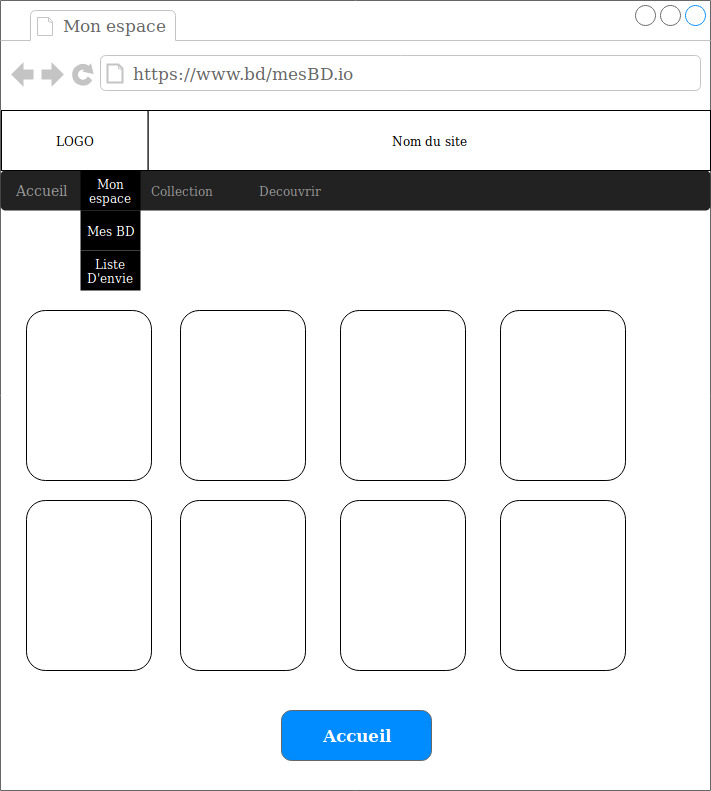 Mon espace
https://www.bd/mesBD.io
LOGO
Nom du site
Accueil
Mon
espace
Collection
Decouvrir
Mes BD
Liste
D'envie
Accueil